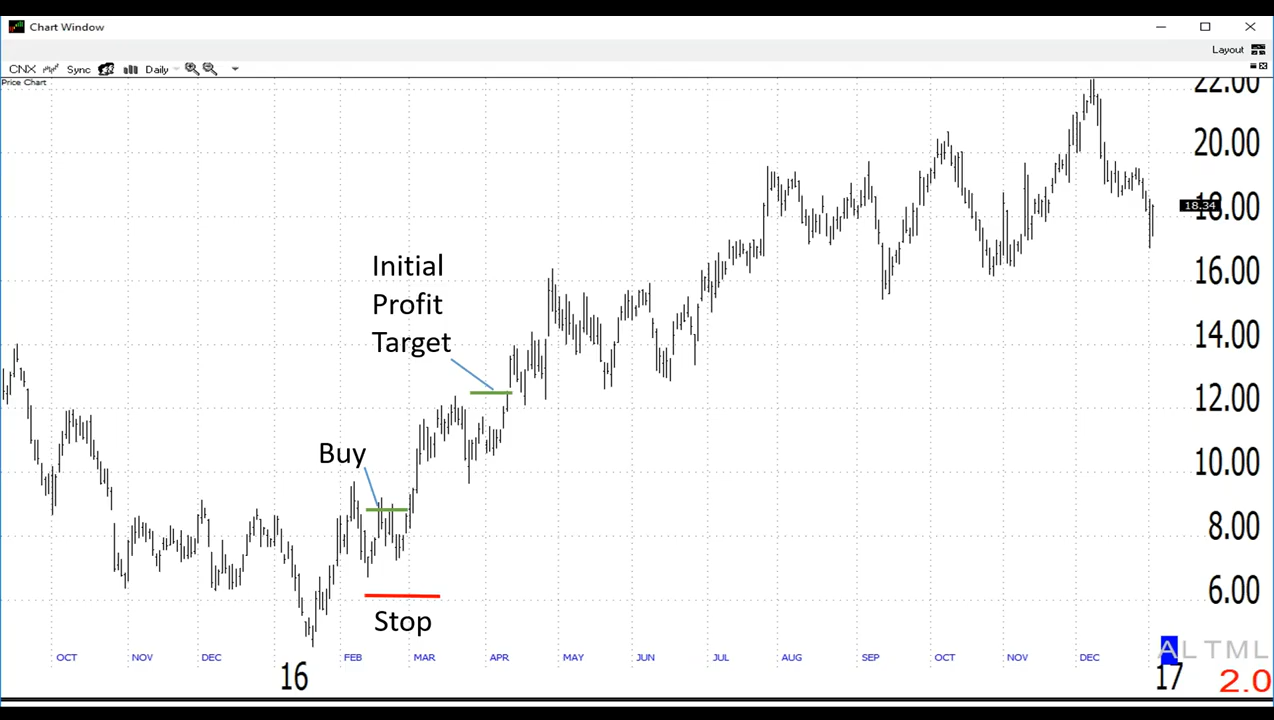 Chart Window
Layout
CNX Sync Daily
Price Chart
22.00
20.00
18.34
18.00
16.00
Initial
Profit
Target
14.00
12.00
Buy
10.00
8.00
6.00
Stop
OCT NOV DEC FEB MAR APR MAY JUN JUL AUG SEP OCT NOV DEC
ALTML
16 17
2.0